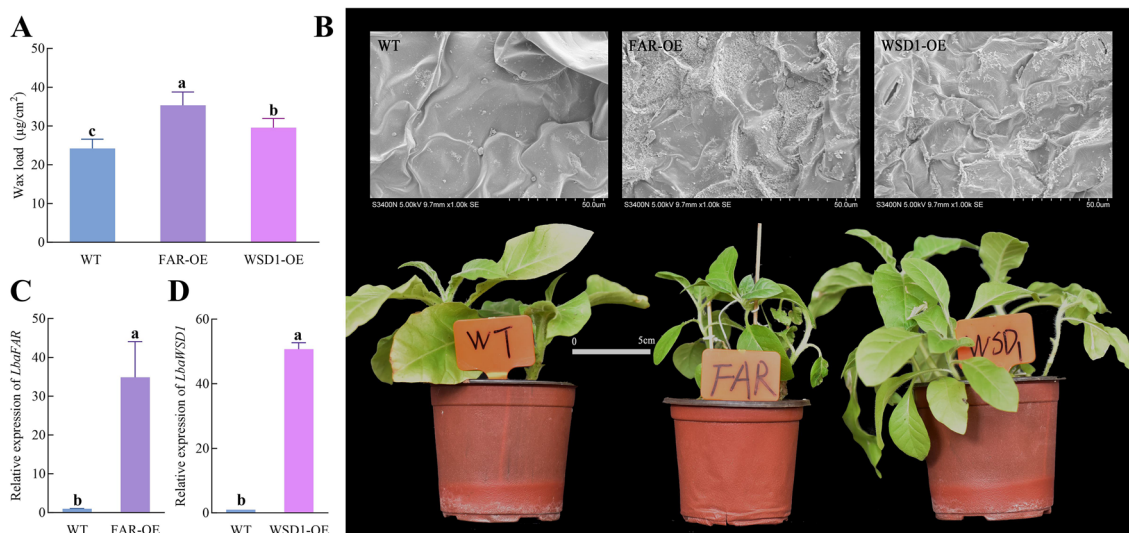 A
Wax load (μg/cm²)
50
40
30
20
10
0
c
a
b
WT
FAR-OE
WSD1-OE
B
WT
FAR-OE
WSD1-OE
S3400N 5.00kV 9.7mm x1.00k SE
50.0um
S3400N 5.00kV 9.7mm x1.00k SE
50.0um
S3400N 5.00kV 9.7mm x1.00k SE
50.0um
WT
0
5cm
FAR
WSD1
C
Relative expression of LbaFAR
50
40
30
20
10
0
b
a
WT
FAR-OE
D
Relative expression of LbaWSD1
60
40
20
0
b
a
WT
WSD1-OE